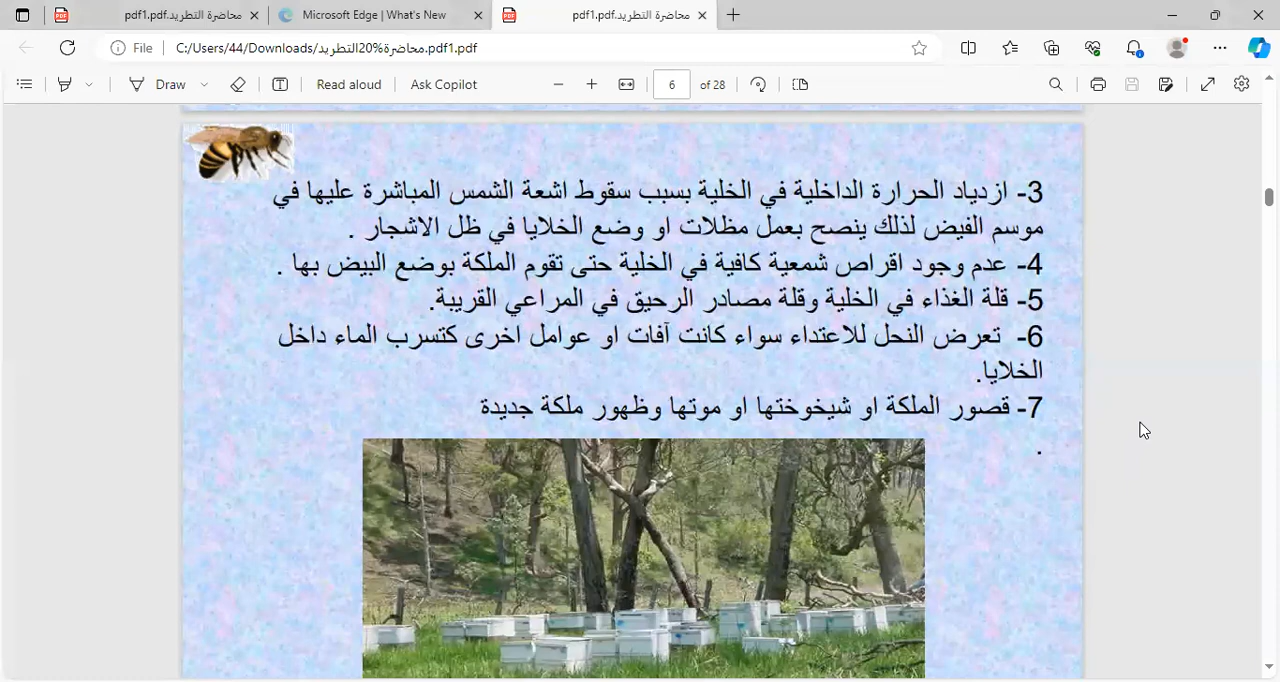 محاضرة التطريد.pdf1.pdf
Microsoft Edge | What's New
محاضرة التطريد.pdf1.pdf
File C:/Users/44/Downloads/محاضرة%20التطريد.pdf1.pdf
Draw Read aloud Ask Copilot 6 of 28
3- ازدياد الحرارة الداخلية في الخلية بسبب سقوط اشعة الشمس المباشرة عليها في
موسم الفيض لذلك ينصح بعمل مظلات او وضع الخلايا في ظل الاشجار .
4- عدم وجود اقراص شمعية كافية في الخلية حتى تقوم الملكة بوضع البيض بها .
5- قلة الغذاء في الخلية وقلة مصادر الرحيق في المراعي القريبة.
6- تعرض النحل للاعتداء سواء كانت آفات او عوامل اخرى كتسرب الماء داخل
الخلايا.
7- قصور الملكة او شيخوختها او موتها وظهور ملكة جديدة
.